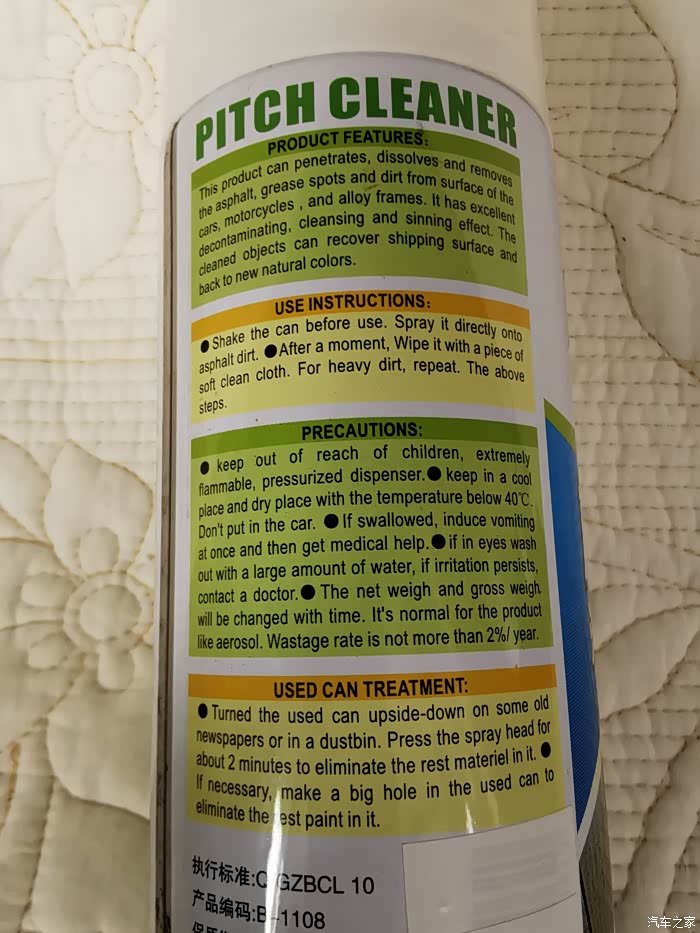 PITCH CLEANER
PRODUCT FEATURES:
This product can penetrates, dissolves and removes
the asphalt, grease spots and dirt from surface of the
cars, motorcycles , and alloy frames. It has excellent
decontaminating, cleansing and sinning effect. The
cleaned objects can recover shipping surface and
back to new natural colors.
USE INSTRUCTIONS:
●Shake the can before use. Spray it directly onto
asphalt dirt. ●After a moment, Wipe it with a piece of
soft clean cloth. For heavy dirt, repeat. The above
steps.
PRECAUTIONS:
● keep out of reach of children, extremely
flammable, pressurized dispenser.● keep in a cool
place and dry place with the temperature below 40℃.
Don't put in the car. ●If swallowed, induce vomiting
at once and then get medical help.●if in eyes wash
out with a large amount of water, if irritation persists,
contact a doctor.● The net weigh and gross weigh
will be changed with time. It's normal for the product
like aerosol. Wastage rate is not more than 2%/ year.
USED CAN TREATMENT:
●Turned the used can upside-down on some old
newspapers or in a dustbin. Press the spray head for
about 2 minutes to eliminate the rest materiel in it. ●
If necessary, make a big hole in the used can to
eliminate the rest paint in it.
执行标准:Q/GZBCL 10
产品编码:B-1108
汽车之家